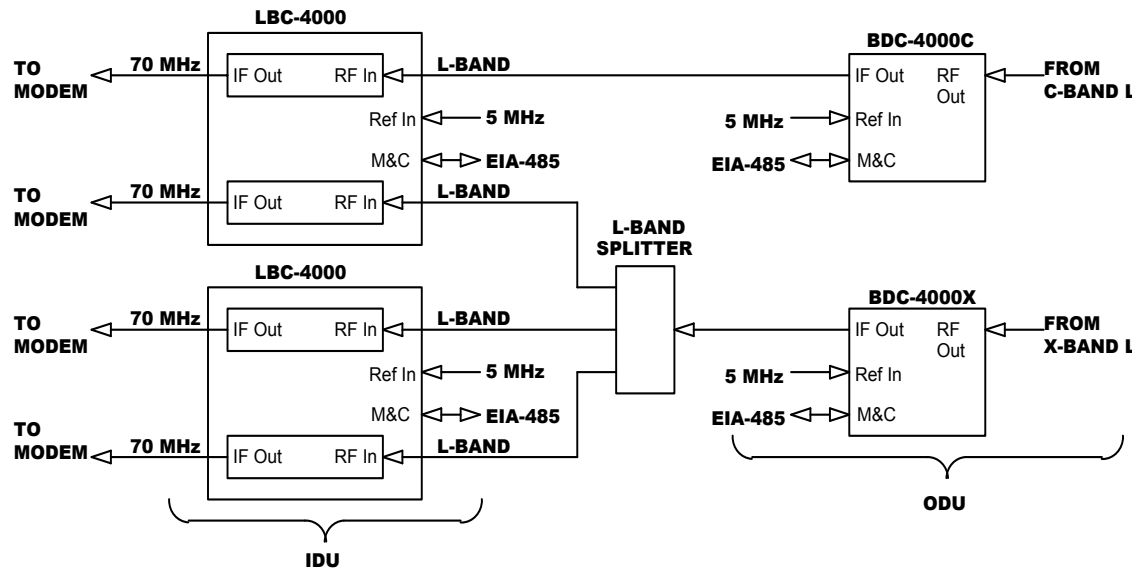 LBC-4000
BDC-4000C
TO MODEM
70 MHz
IF Out
RF In
L-BAND
IF Out
RF Out
FROM C-BAND L
Ref In
5 MHz
5 MHz
Ref In
M&C
EIA-485
EIA-485
M&C
TO MODEM
70 MHz
IF Out
RF In
L-BAND
L-BAND SPLITTER
LBC-4000
BDC-4000X
TO MODEM
70 MHz
IF Out
RF In
L-BAND
IF Out
RF Out
FROM X-BAND L
Ref In
5 MHz
5 MHz
Ref In
M&C
EIA-485
EIA-485
M&C
TO MODEM
70 MHz
IF Out
RF In
L-BAND
ODU
IDU